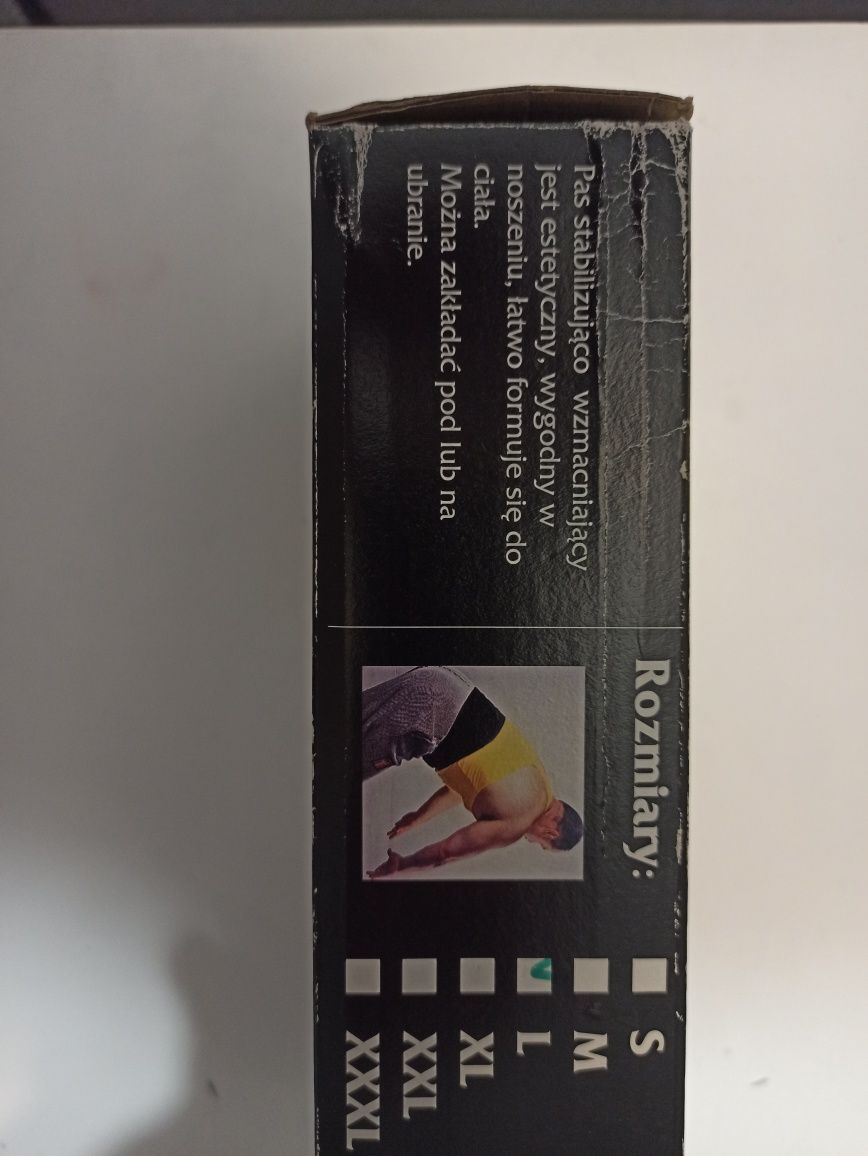 Pas stabilizująco wzmacniający
jest estetyczny, wygodny w
noszeniu, łatwo formuje się do
ciała.
Można zakładać pod lub na
ubranie.
Rozmiary:
S
M
L
XL
XXL
XXXL